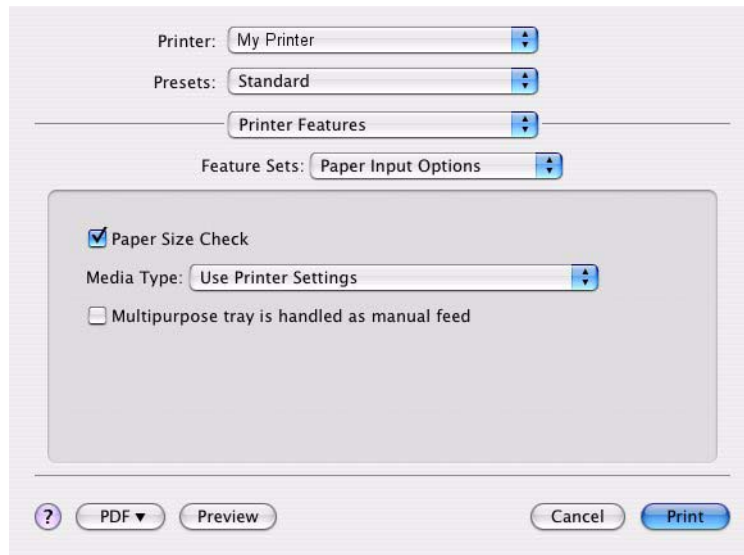 Printer: My Printer
Presets: Standard
Printer Features
Feature Sets: Paper Input Options
Paper Size Check
Media Type: Use Printer Settings
Multipurpose tray is handled as manual feed
? PDF ▼ Preview Cancel Print